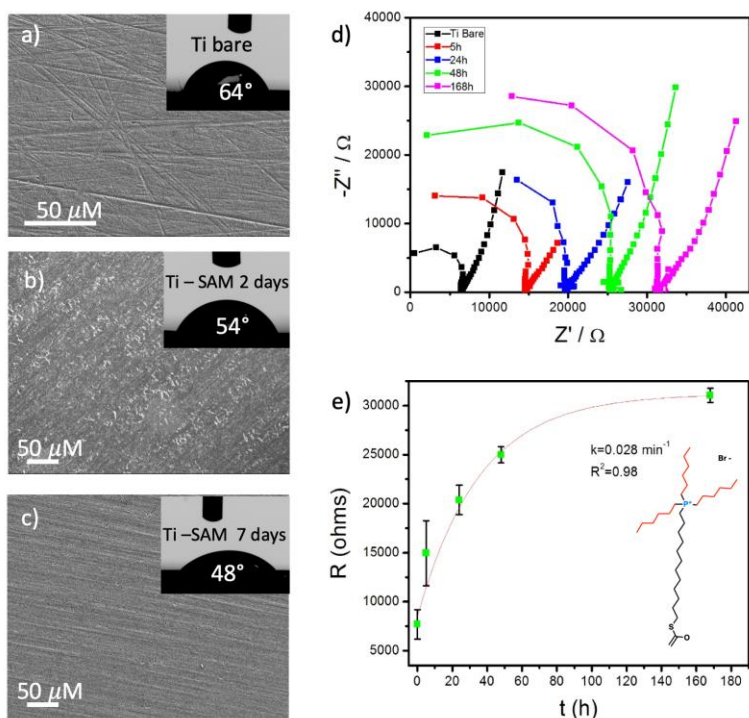 a)
Ti bare
64°
50 µM
b)
Ti – SAM 2 days
54°
50 µM
c)
Ti –SAM 7 days
48°
50 µM
d)
40000
30000
20000
10000
0
-Z" / Ω
Ti Bare
5h
24h
48h
168h
0 10000 20000 30000 40000
Z' / Ω
e)
30000
25000
20000
15000
10000
5000
R (ohms)
k=0.028 min⁻¹
R²=0.98
Br -
P⁺
S
O
0 20 40 60 80 100 120 140 160 180
t (h)